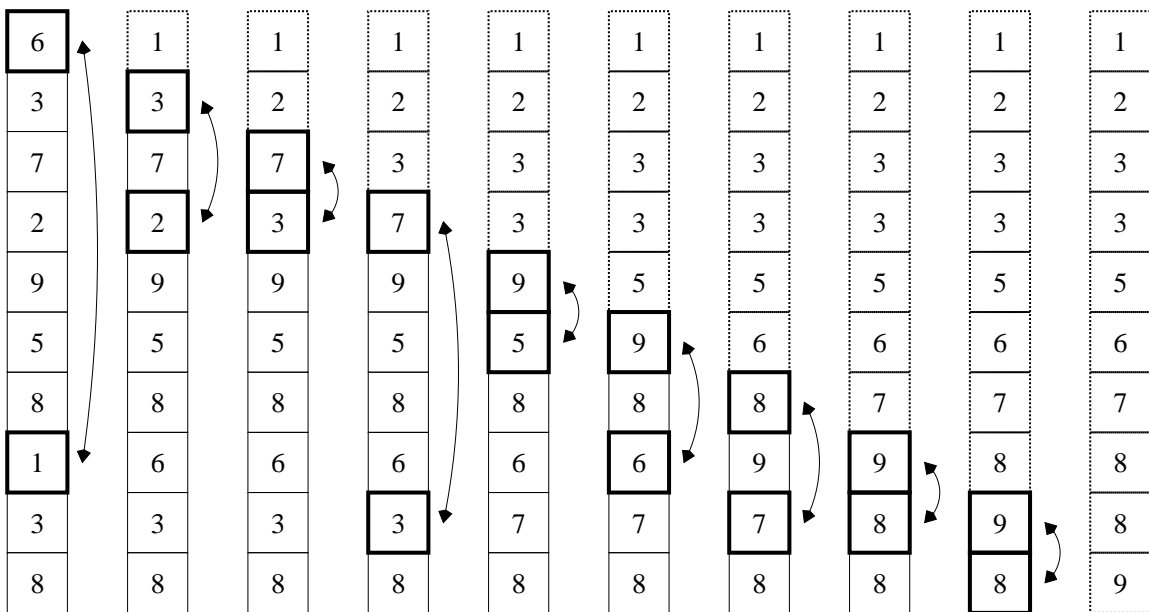 6 1 1 1 1 1 1 1 1 1
3 3 2 2 2 2 2 2 2 2
7 7 7 3 3 3 3 3 3 3
2 2 3 7 3 3 3 3 3 3
9 9 9 9 9 5 5 5 5 5
5 5 5 5 5 9 6 6 6 6
8 8 8 8 8 8 8 7 7 7
1 6 6 6 6 6 9 9 8 8
3 3 3 3 7 7 7 8 9 8
8 8 8 8 8 8 8 8 8 9